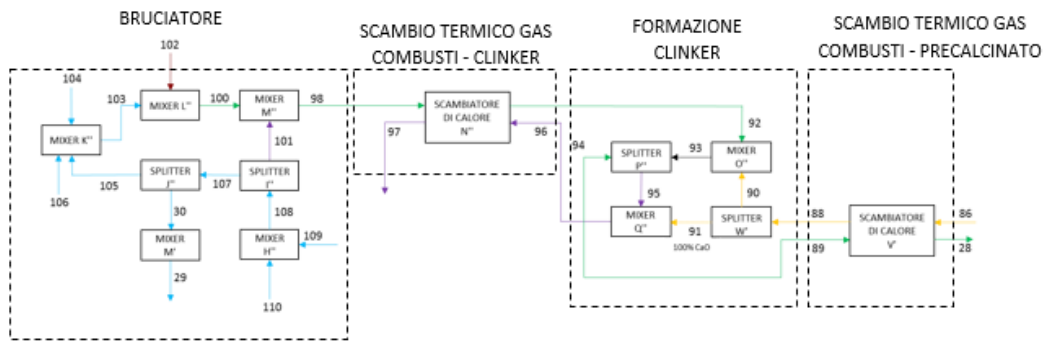 BRUCIATORE
SCAMBIO TERMICO GAS
COMBUSTI - CLINKER
FORMAZIONE
CLINKER
SCAMBIO TERMICO GAS
COMBUSTI - PRECALCINATO
102
104
103
MIXER L''
100
MIXER
M''
98
MIXER K''
101
105
106
SPLITTER
J''
107
SPLITTER
I''
30
108
MIXER
M'
MIXER
H''
109
29
110
SCAMBIATORE
DI CALORE
N''
97
96
92
94
SPLITTER
P''
93
MIXER
O''
95
90
MIXER
Q''
91
SPLITTER
W'
100% CaO
88
89
SCAMBIATORE
DI CALORE
V'
86
28